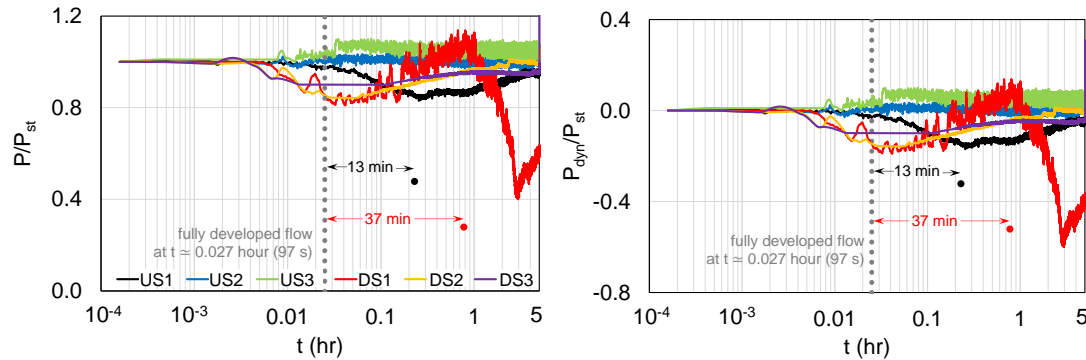 1.2
0.8
0.4
0.0
P/P_st
13 min
37 min
fully developed flow
at t ≃ 0.027 hour (97 s)
US1 US2 US3 DS1 DS2 DS3
10^-4 10^-3 0.01 0.1 1 5
t (hr)
0.4
0.0
-0.4
-0.8
P_dyn/P_st
13 min
37 min
fully developed flow
at t ≃ 0.027 hour (97 s)
10^-4 10^-3 0.01 0.1 1 5
t (hr)